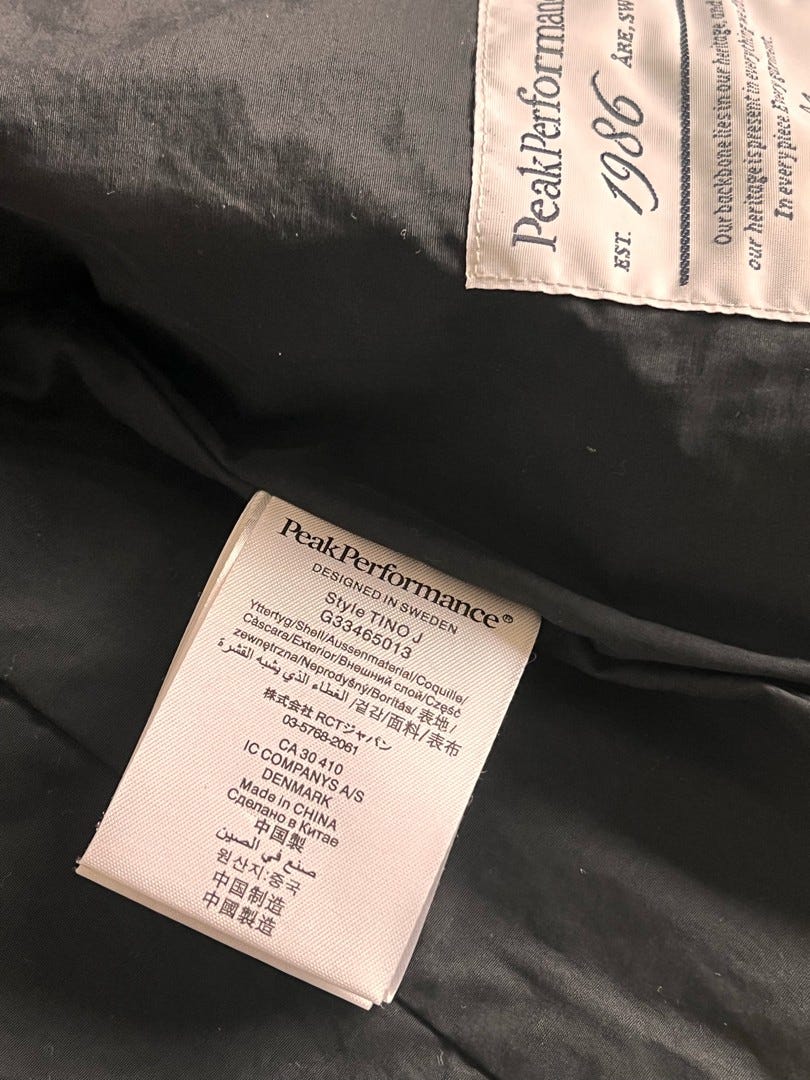 PeakPerforman
EST. 1986 ÅRE, SW
Our backbone lies in our heritage, and
our heritage is present in everything
In every piece. Every garment.
PeakPerformance®
DESIGNED IN SWEDEN
Style TINO J
G33465013
Yttertyg/Shell/Aussenmaterial/Coquille/
Càscara/Exterior/Внешний слой/Część
zewnętrzna/Neprodyšný/Borítás/ 表地/
الغطاء الذي يشبه القشرة /겉감/面料/表布
株式会社 RCTジャパン
03-5768-2061
CA 30 410
IC COMPANYS A/S
DENMARK
Made in CHINA
Сделано в Китае
中国製
صنع في الصين
원산지:중국
中国制造
中國製造